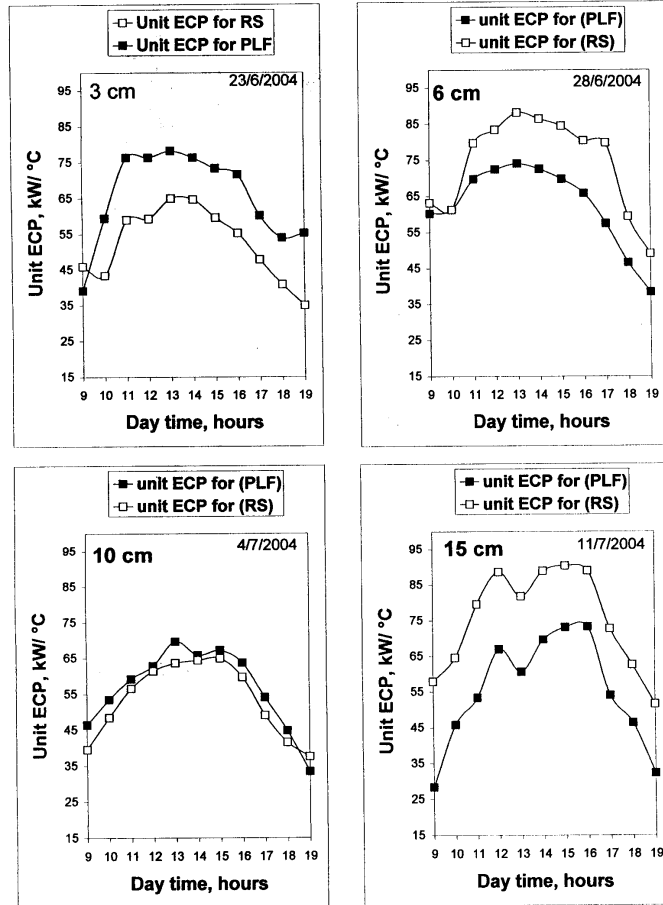 Unit ECP for RS
Unit ECP for PLF
3 cm
23/6/2004
95
85
75
65
55
45
35
25
15
Unit ECP, kW/ °C
9 10 11 12 13 14 15 16 17 18 19
Day time, hours
unit ECP for (PLF)
unit ECP for (RS)
6 cm
28/6/2004
95
85
75
65
55
45
35
25
15
Unit ECP, kW/ °C
9 10 11 12 13 14 15 16 17 18 19
Day time, hours
unit ECP for (PLF)
unit ECP for (RS)
10 cm
4/7/2004
95
85
75
65
55
45
35
25
15
Unit ECP, kW/ °C
9 10 11 12 13 14 15 16 17 18 19
Day time, hours
unit ECP for (PLF)
unit ECP for (RS)
15 cm
11/7/2004
95
85
75
65
55
45
35
25
15
Unit ECP, kW/ °C
9 10 11 12 13 14 15 16 17 18 19
Day time, hours